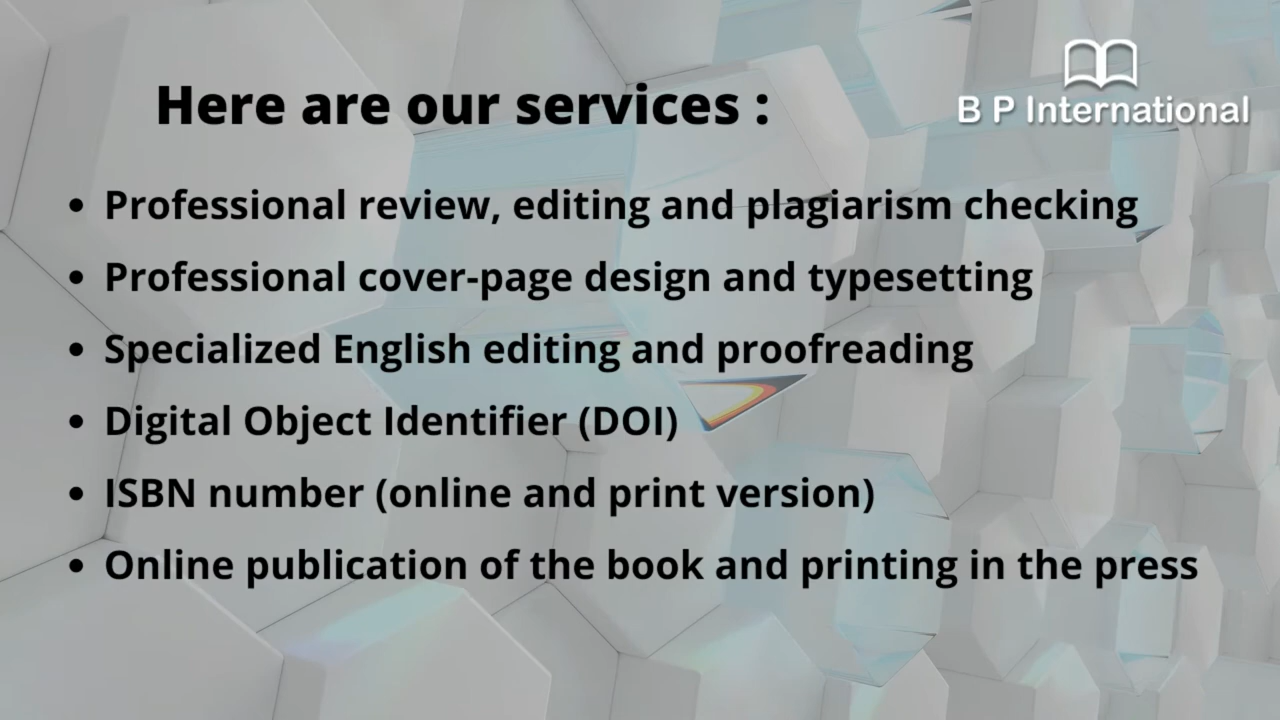 B P International
Here are our services :
• Professional review, editing and plagiarism checking
• Professional cover-page design and typesetting
• Specialized English editing and proofreading
• Digital Object Identifier (DOI)
• ISBN number (online and print version)
• Online publication of the book and printing in the press